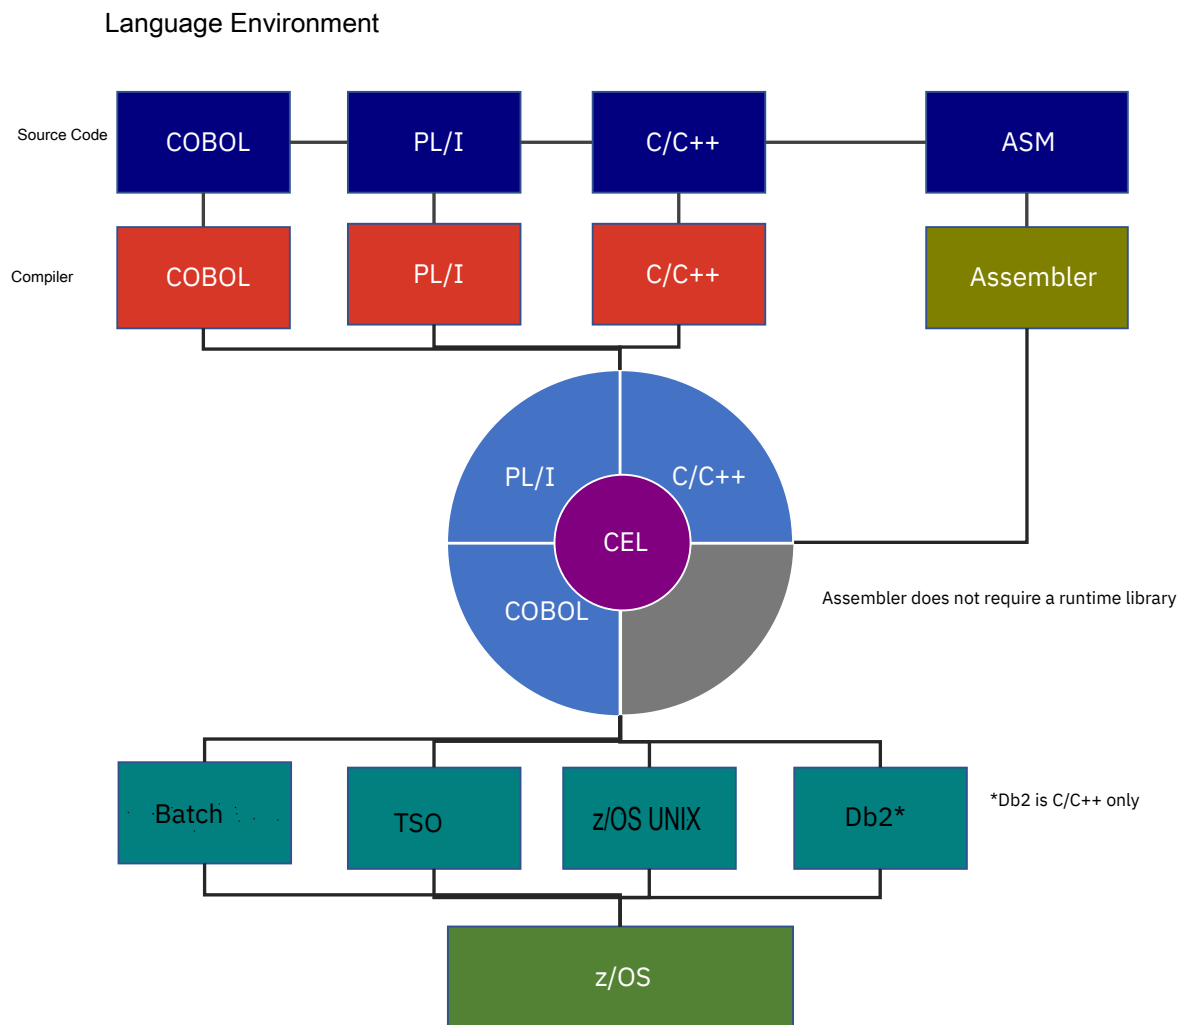 Language Environment
Source Code
COBOL
PL/I
C/C++
ASM
Compiler
COBOL
PL/I
C/C++
Assembler
PL/I
C/C++
CEL
COBOL
Assembler does not require a runtime library
Batch
TSO
z/OS UNIX
Db2*
*Db2 is C/C++ only
z/OS